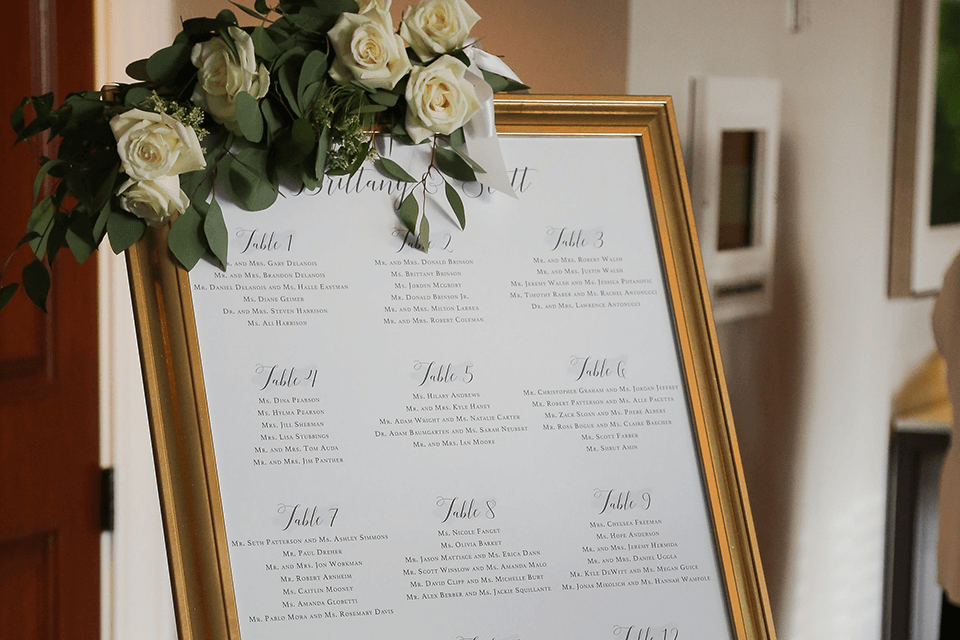 Brittany & Scott
Table 1
Mr. and Mrs. Gary Delanois
Mr. and Mrs. Brandon Delanois
Mr. Daniel Delanois and Ms. Halle Eastman
Ms. Diane Geimer
Dr. and Mrs. Steven Harrison
Ms. Ali Harrison
Table 2
Mr. and Mrs. Donald Brinson
Ms. Brittany Brinson
Ms. Jorden McGurry
Mr. Donald Brinson Jr.
Mr. and Mrs. Milton Larrea
Mr. and Mrs. Robert Coleman
Table 3
Mr. and Mrs. Robert Walsh
Mr. and Mrs. Justin Walsh
Mr. Jeremy Walsh and Ms. Jessica Potanovic
Mr. Timothy Raber and Ms. Rachel Antonucci
Dr. and Mrs. Lawrence Antonucci
Table 4
Ms. Dina Pearson
Ms. Hylma Pearson
Mrs. Jill Sherman
Mrs. Lisa Stubbings
Mr. and Mrs. Tom Auda
Mr. and Mrs. Jim Panther
Table 5
Ms. Hilary Andrews
Mr. and Mrs. Kyle Haney
Mr. Adam Wright and Ms. Natalie Carter
Dr. Adam Baumgarten and Ms. Sarah Neubert
Mr. and Mrs. Ian Moore
Table 6
Mr. Christopher Graham and Ms. Jordan Jeffrey
Mr. Robert Patterson and Ms. Alle Pacetta
Mr. Zack Sloan and Ms. Phebe Albert
Mr. Ross Bogue and Ms. Claire Baecher
Ms. Scott Farber
Mr. Shrut Amin
Table 7
Mr. Seth Patterson and Ms. Ashley Simmons
Mr. Paul Dreher
Mr. and Mrs. Jon Workman
Mr. Robert Arnheim
Ms. Caitlin Mooney
Ms. Amanda Globetti
Mr. Pablo Mora and Ms. Rosemary Davis
Table 8
Ms. Nicole Fanget
Ms. Olivia Barket
Mr. Jason Mattisce and Ms. Erica Dann
Mr. Scott Winslow and Ms. Amanda Malo
Mr. David Cliff and Ms. Michelle Burt
Mr. Alex Berrer and Ms. Jackie Squillante
Table 9
Mrs. Chelsea Freeman
Ms. Hope Anderson
Mr. and Mrs. Jeremy Hermida
Mr. and Mrs. Daniel Uggla
Mr. Kyle DeWitt and Ms. Megan Guice
Mr. Jonas Mikolich and Ms. Hannah Wampole
Table 12